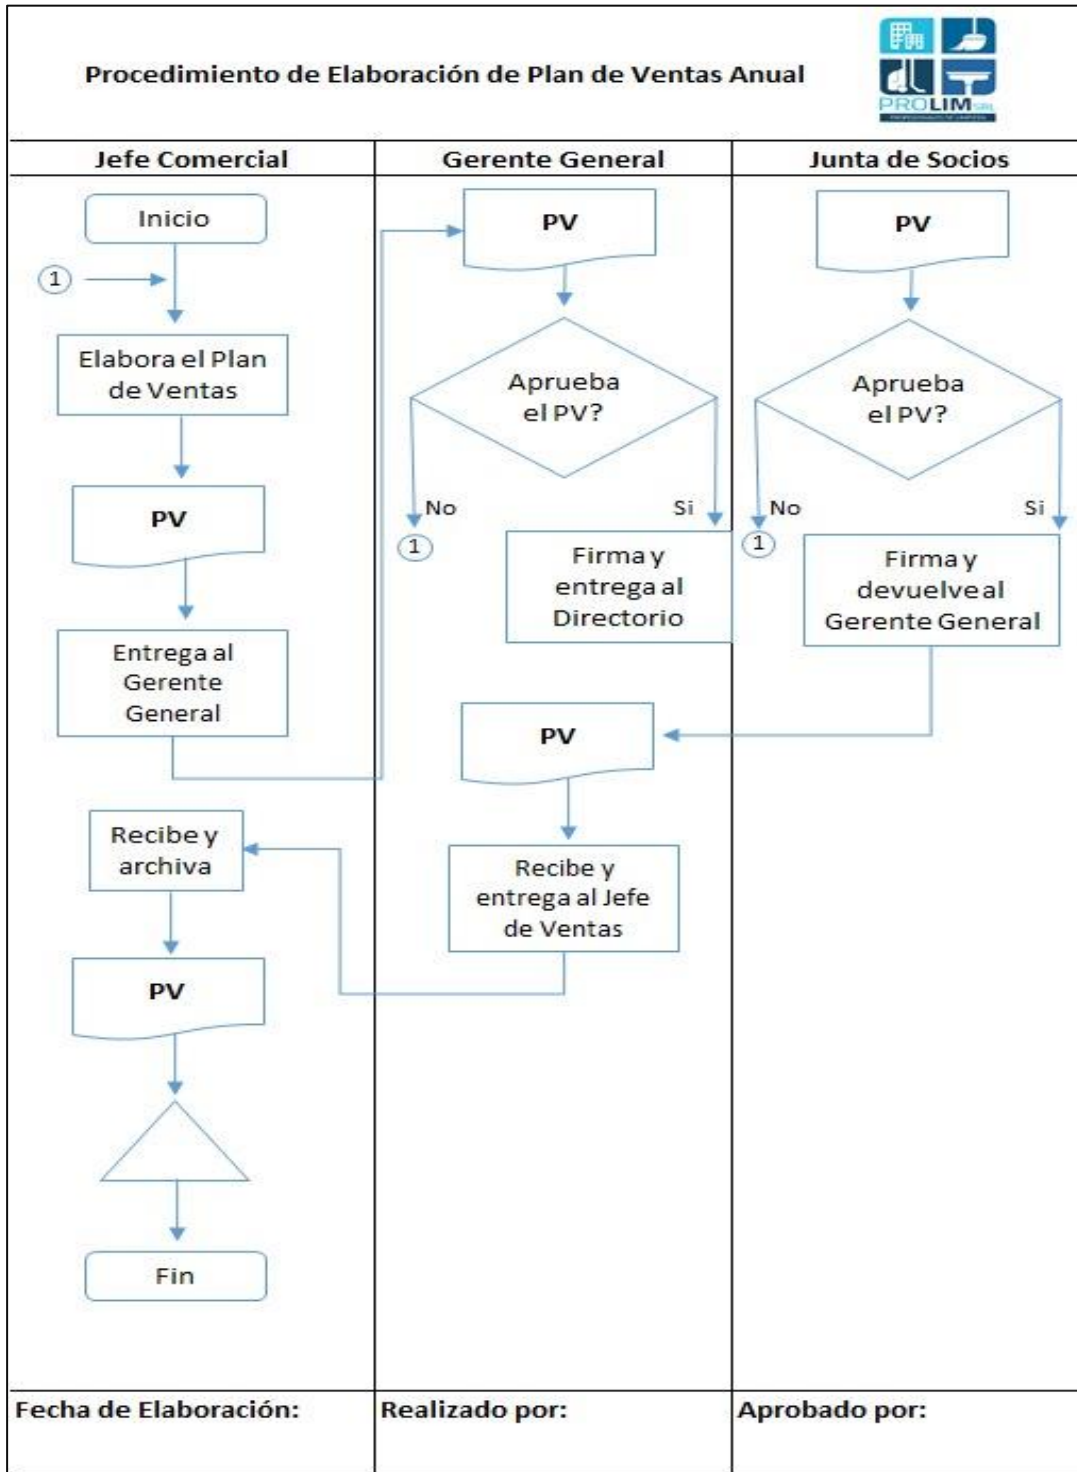 Procedimiento de Elaboración de Plan de Ventas Anual
PROLIM SRL
Jefe Comercial
Gerente General
Junta de Socios
Inicio
1
Elabora el Plan
de Ventas
PV
Entrega al
Gerente
General
Recibe y
archiva
PV
Fin
PV
Aprueba
el PV?
No
Si
1
Firma y
entrega al
Directorio
PV
Recibe y
entrega al Jefe
de Ventas
PV
Aprueba
el PV?
No
Si
1
Firma y
devuelve al
Gerente General
Fecha de Elaboración:
Realizado por:
Aprobado por: